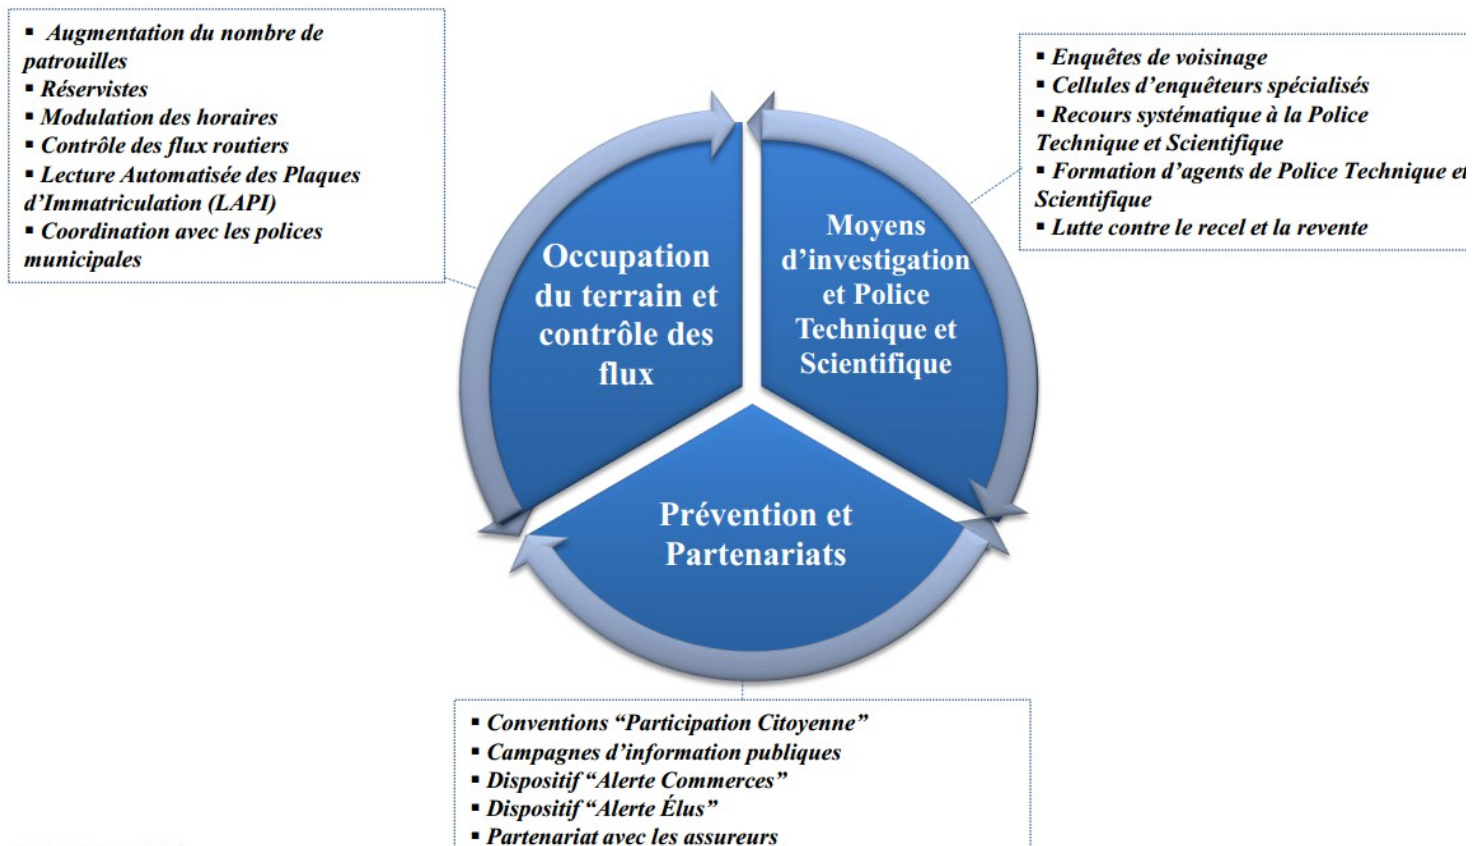 ▪ Augmentation du nombre de
patrouilles
▪ Réservistes
▪ Modulation des horaires
▪ Contrôle des flux routiers
▪ Lecture Automatisée des Plaques
d’Immatriculation (LAPI)
▪ Coordination avec les polices
municipales
▪ Enquêtes de voisinage
▪ Cellules d’enquêteurs spécialisés
▪ Recours systématique à la Police
Technique et Scientifique
▪ Formation d’agents de Police Technique et
Scientifique
▪ Lutte contre le recel et la revente
Occupation
du terrain et
contrôle des
flux
Moyens
d’investigation
et Police
Technique et
Scientifique
Prévention et
Partenariats
▪ Conventions “Participation Citoyenne”
▪ Campagnes d’information publiques
▪ Dispositif “Alerte Commerces”
▪ Dispositif “Alerte Élus”
▪ Partenariat avec les assureurs